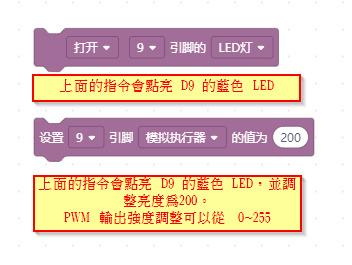 打开 9 引脚的 LED灯
上面的指令會點亮 D9 的藍色 LED
设置 9 引脚 模拟执行器 的值为 200
上面的指令會點亮 D9 的藍色 LED，並調
整亮度爲200。
PWM 輸出強度調整可以從 0~255